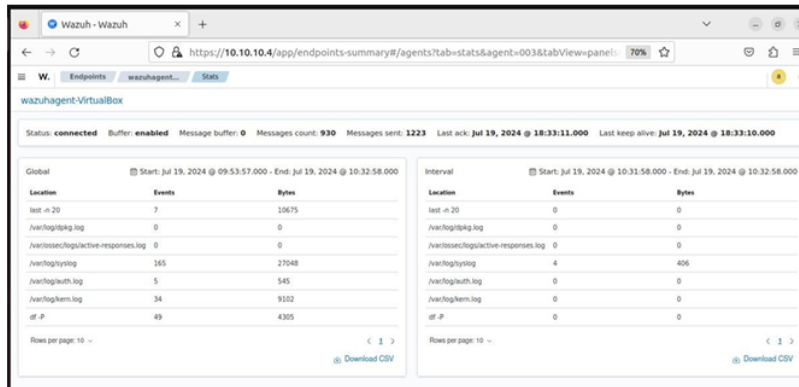 Wazuh - Wazuh
https://10.10.10.4/app/endpoints-summary#/agents?tab=stats&agent=003&tabView=panels 70%
W. Endpoints wazuhagent... Stats
wazuhagent-VirtualBox
Status: connected Buffer: enabled Message buffer: 0 Messages count: 930 Messages sent: 1223 Last ack: Jul 19, 2024 @ 18:33:11.000 Last keep alive: Jul 19, 2024 @ 18:33:10.000
Global Start: Jul 19, 2024 @ 09:53:57.000 - End: Jul 19, 2024 @ 10:32:58.000
Location Events Bytes
last -n 20 7 10675
/var/log/dpkg.log 0 0
/var/ossec/logs/active-responses.log 0 0
/var/log/syslog 165 27048
/var/log/auth.log 5 545
/var/log/kern.log 34 9102
df -P 49 4305
Rows per page: 10 1
Download CSV
Interval Start: Jul 19, 2024 @ 10:31:58.000 - End: Jul 19, 2024 @ 10:32:58.000
Location Events Bytes
last -n 20 0 0
/var/log/dpkg.log 0 0
/var/ossec/logs/active-responses.log 0 0
/var/log/syslog 4 406
/var/log/auth.log 0 0
/var/log/kern.log 0 0
df -P 0 0
Rows per page: 10 1
Download CSV